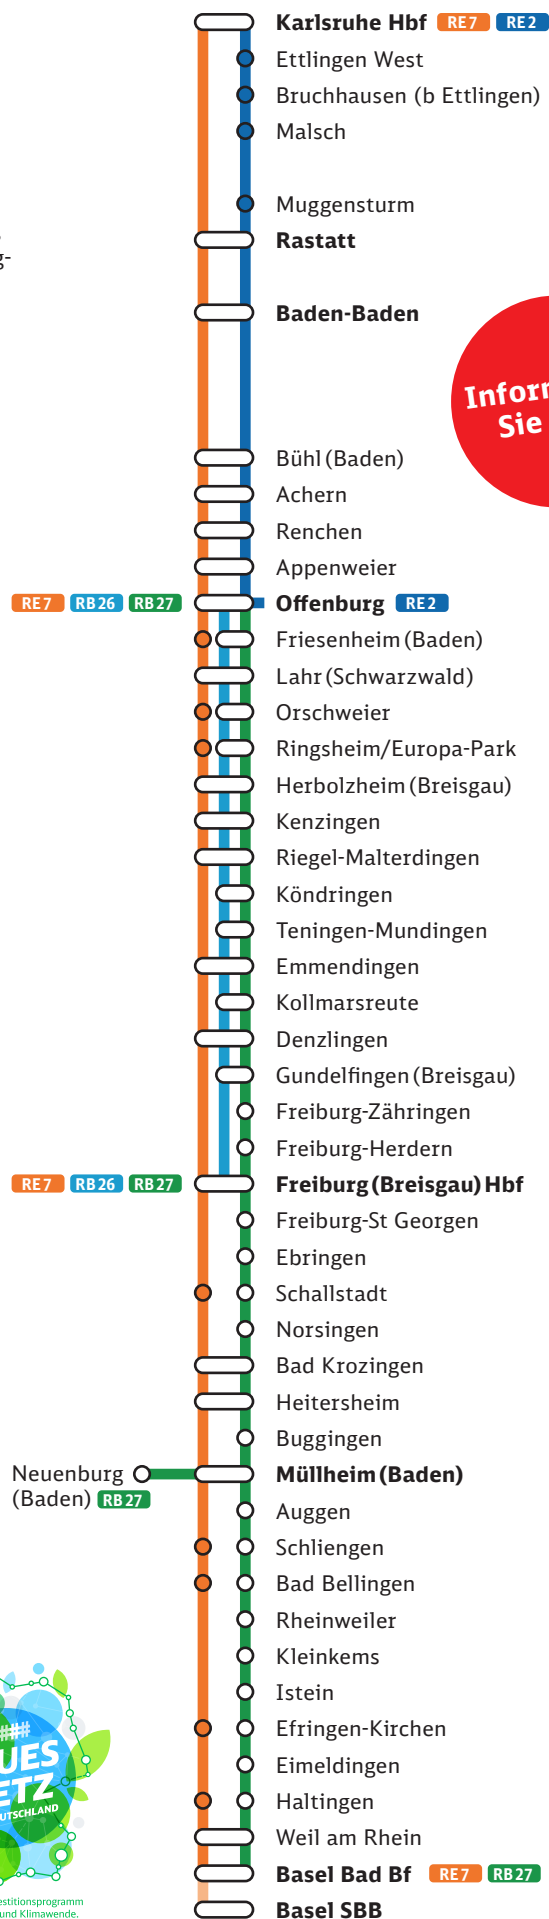 Karlsruhe Hbf RE7 RE2
Ettlingen West
Bruchhausen (b Ettlingen)
Malsch
Muggensturm
Rastatt
Baden-Baden
Sie
Bühl (Baden)
Achern
Renchen
Appenweier
RE7 RB26 RB27 Offenburg RE2
Friesenheim (Baden)
Lahr (Schwarzwald)
Orschweier
Ringsheim/Europa-Park
Herbolzheim (Breisgau)
Kenzingen
Riegel-Malterdingen
Köndringen
Teningen-Mundingen
Emmendingen
Kollmarsreute
Denzlingen
Gundelfingen (Breisgau)
Freiburg-Zähringen
Freiburg-Herdern
RE7 RB26 RB27 Freiburg (Breisgau) Hbf
Freiburg-St Georgen
Ebringen
Schallstadt
Norsingen
Bad Krozingen
Heitersheim
Buggingen
Neuenburg
(Baden) RB27
Müllheim (Baden)
Auggen
Schliengen
Bad Bellingen
Rheinweiler
Kleinkems
Istein
Efringen-Kirchen
Eimeldingen
Haltingen
Weil am Rhein
Basel Bad Bf RE7 RB27
Basel SBB
und Klimawende.